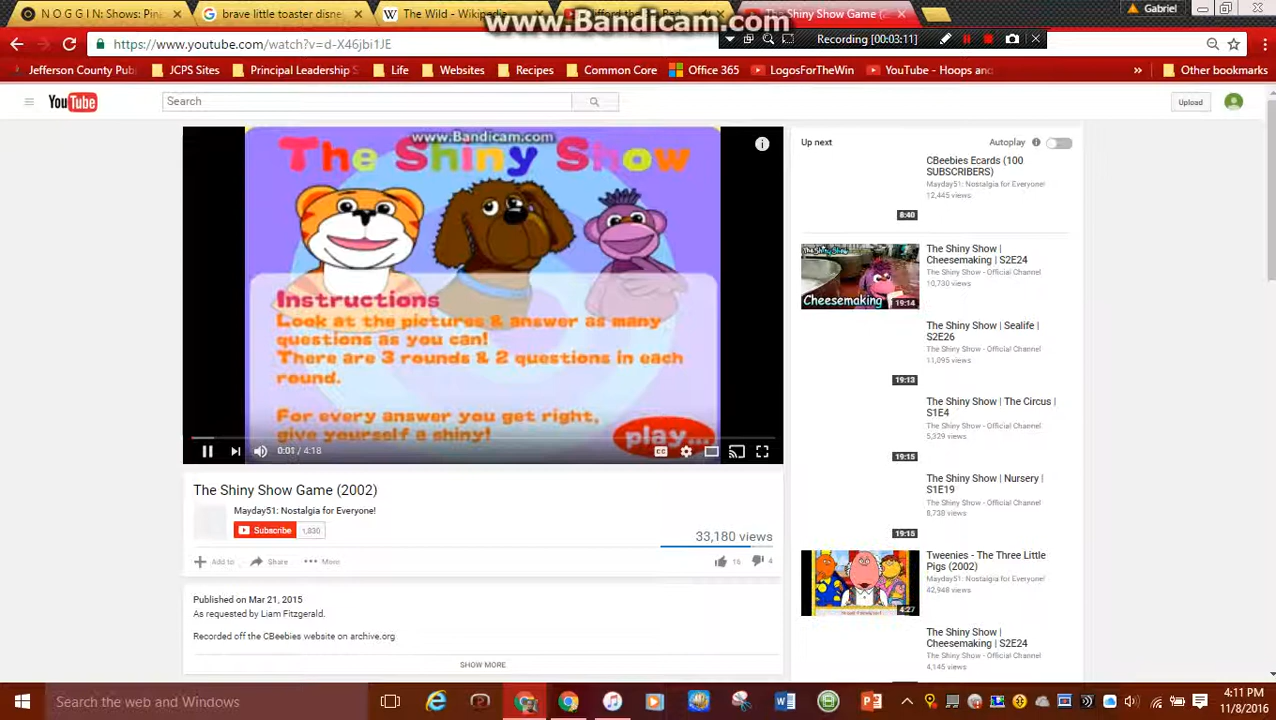 N O G G I N Shows: Pin
brave little toaster disne
The Wild - Wikipedia
The Shiny Show Game (
Gabriel
www.Bandicam.com
Recording [00:03:11]
https://www.youtube.com/watch?v=d-X46jbi1JE
Jefferson County Pub
JCPS Sites
Principal Leadership S
Life
Websites
Recipes
Common Core
Office 365
LogosForTheWin
YouTube - Hoops and
»
Other bookmarks
YouTube
Search
Upload
www.Bandicam.com
The Shiny Show
Instructions
Look at the pictures & answer as many
questions as you can!
There are 3 rounds & 2 questions in each
round.
For every answer you get right,
give yourself a shiny!
play...
0:01 / 4:18
CC
The Shiny Show Game (2002)
Mayday51: Nostalgia for Everyone!
Subscribe 1,830
33,180 views
Add to
Share
More
16
4
Published on Mar 21, 2015
As requested by Liam Fitzgerald.
Recorded off the CBeebies website on archive.org
SHOW MORE
Up next
Autoplay
CBeebies Ecards (100
SUBSCRIBERS)
Mayday51: Nostalgia for Everyone!
12,445 views
8:40
The Shiny Show |
Cheesemaking | S2E24
The Shiny Show - Official Channel
10,730 views
Cheesemaking
19:14
The Shiny Show | Sealife |
S2E26
The Shiny Show - Official Channel
11,095 views
19:13
The Shiny Show | The Circus |
S1E4
The Shiny Show - Official Channel
5,329 views
19:15
The Shiny Show | Nursery |
S1E19
The Shiny Show - Official Channel
8,738 views
19:15
Tweenies - The Three Little
Pigs (2002)
Mayday51: Nostalgia for Everyone!
42,948 views
4:27
The Shiny Show |
Cheesemaking | S2E24
The Shiny Show - Official Channel
4,145 views
Search the web and Windows
4:11 PM
11/8/2016